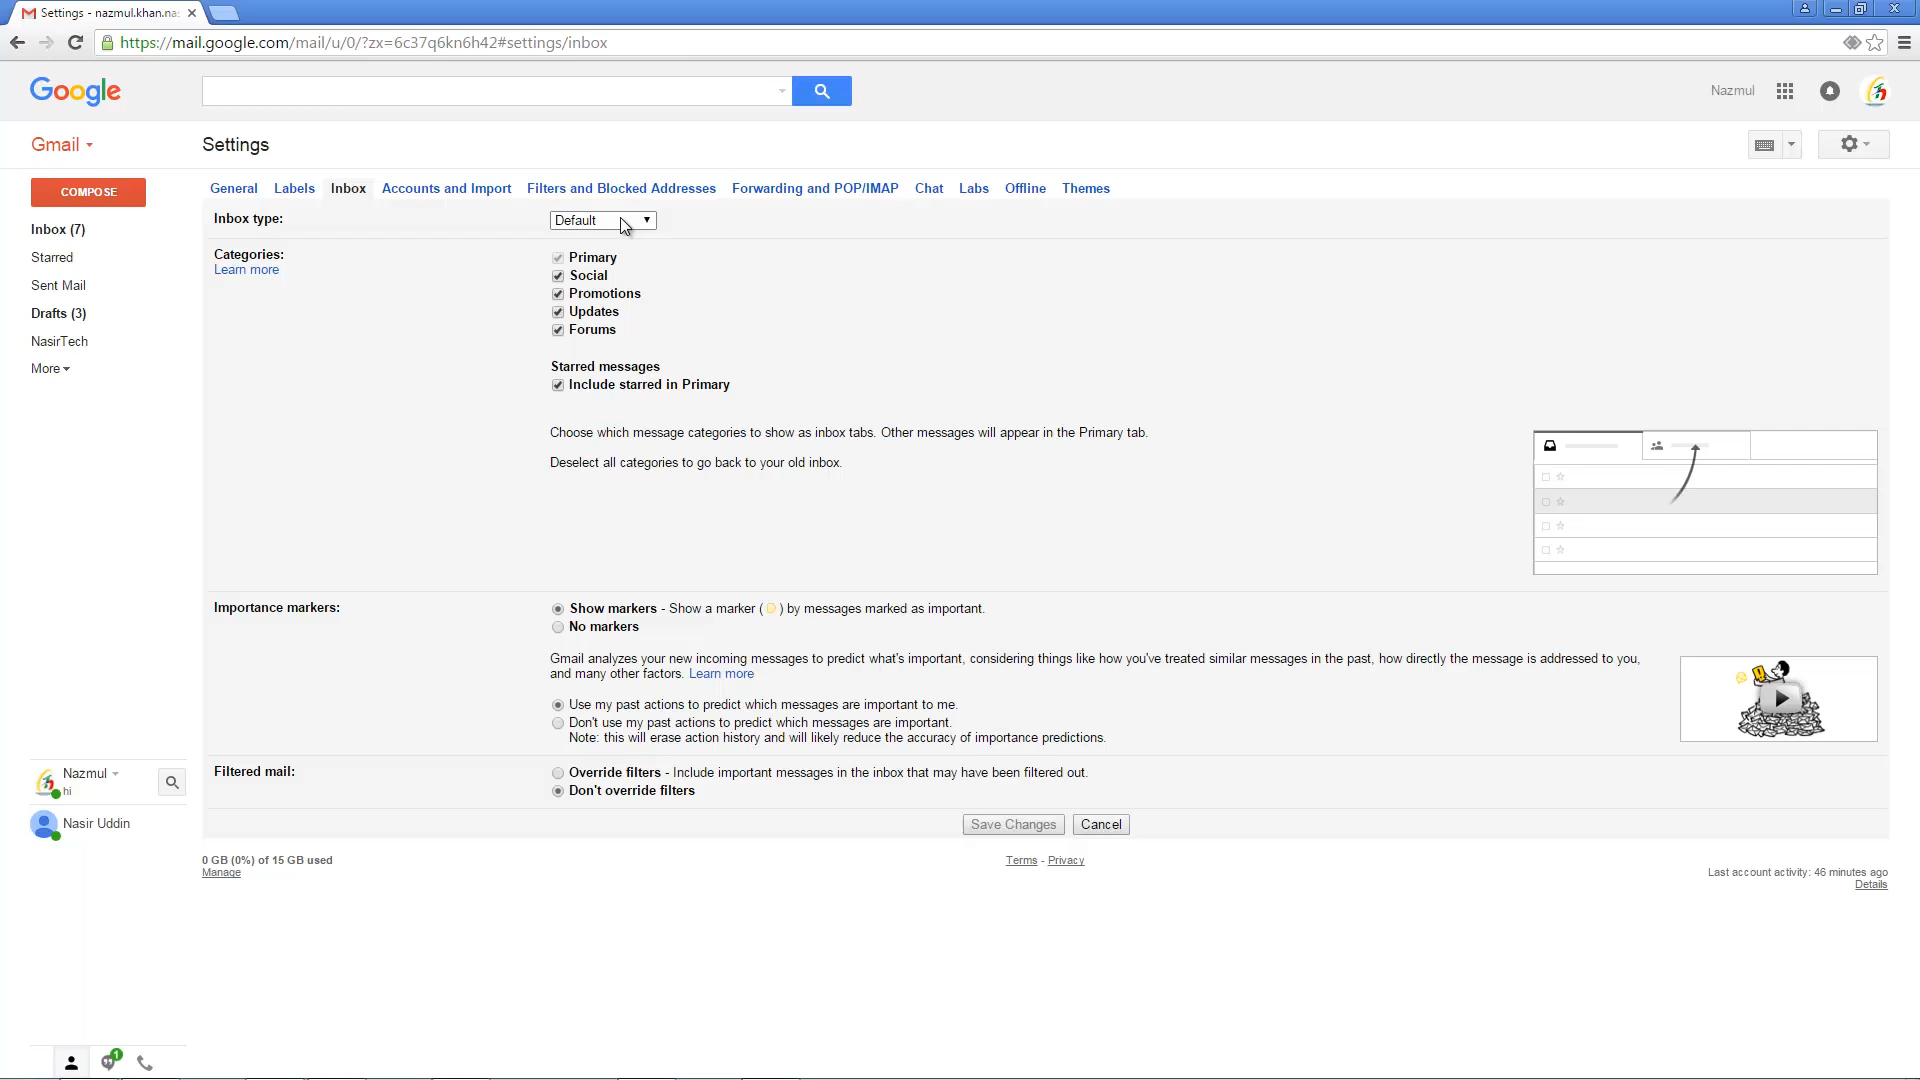 Settings - nazmul.khan.na
https://mail.google.com/mail/u/0/?zx=6c37q6kn6h42#settings/inbox
Google
Nazmul
Gmail
Settings
COMPOSE
General Labels Inbox Accounts and Import Filters and Blocked Addresses Forwarding and POP/IMAP Chat Labs Offline Themes
Inbox (7)
Starred
Sent Mail
Drafts (3)
NasirTech
More
Inbox type:
Default
Categories:
Learn more
Primary
Social
Promotions
Updates
Forums
Starred messages
Include starred in Primary
Choose which message categories to show as inbox tabs. Other messages will appear in the Primary tab.
Deselect all categories to go back to your old inbox.
Importance markers:
Show markers - Show a marker ( ) by messages marked as important.
No markers
Gmail analyzes your new incoming messages to predict what's important, considering things like how you've treated similar messages in the past, how directly the message is addressed to you,
and many other factors. Learn more
Use my past actions to predict which messages are important to me.
Don't use my past actions to predict which messages are important.
Note: this will erase action history and will likely reduce the accuracy of importance predictions.
Filtered mail:
Override filters - Include important messages in the inbox that may have been filtered out.
Don't override filters
Save Changes Cancel
Nazmul
hi
Nasir Uddin
0 GB (0%) of 15 GB used
Manage
Terms - Privacy
Last account activity: 46 minutes ago
Details
1